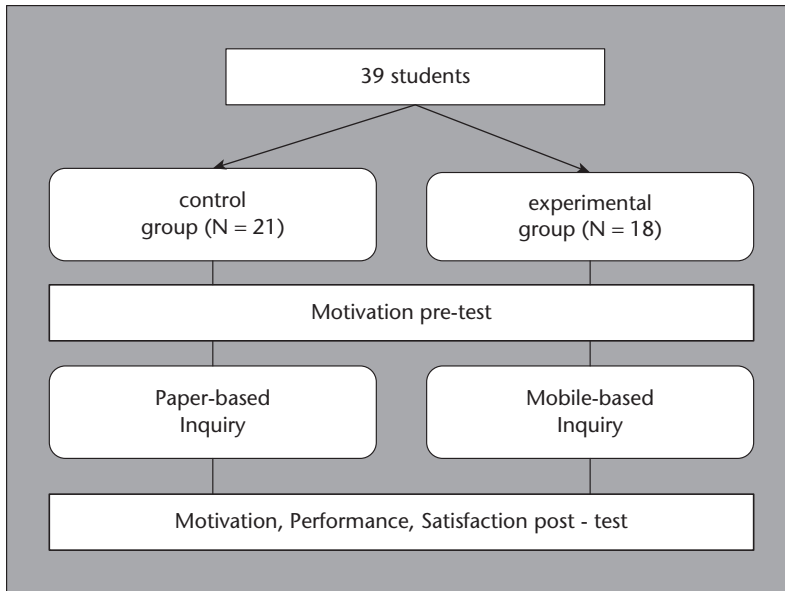 39 students
control
group (N = 21)
experimental
group (N = 18)
Motivation pre-test
Paper-based
Inquiry
Mobile-based
Inquiry
Motivation, Performance, Satisfaction post - test